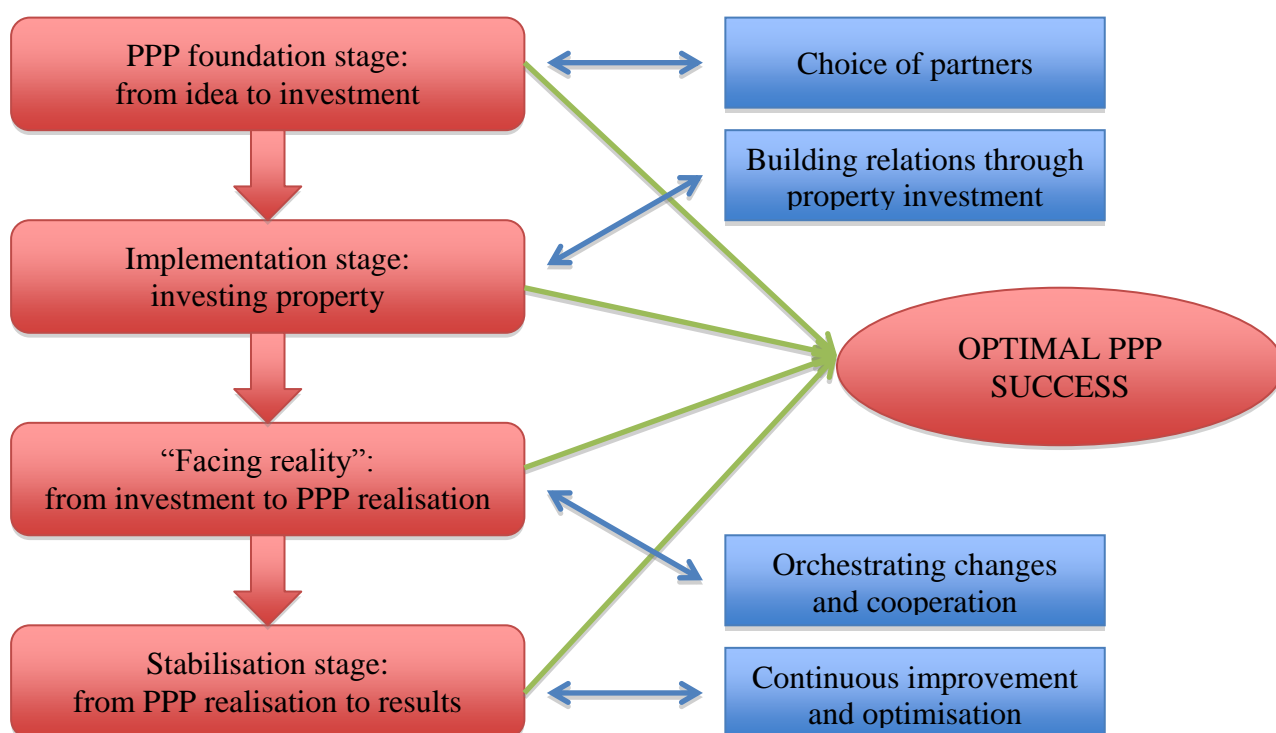 PPP foundation stage:
from idea to investment
Choice of partners
Building relations through
property investment
Implementation stage:
investing property
OPTIMAL PPP
SUCCESS
“Facing reality”:
from investment to PPP realisation
Orchestrating changes
and cooperation
Stabilisation stage:
from PPP realisation to results
Continuous improvement
and optimisation